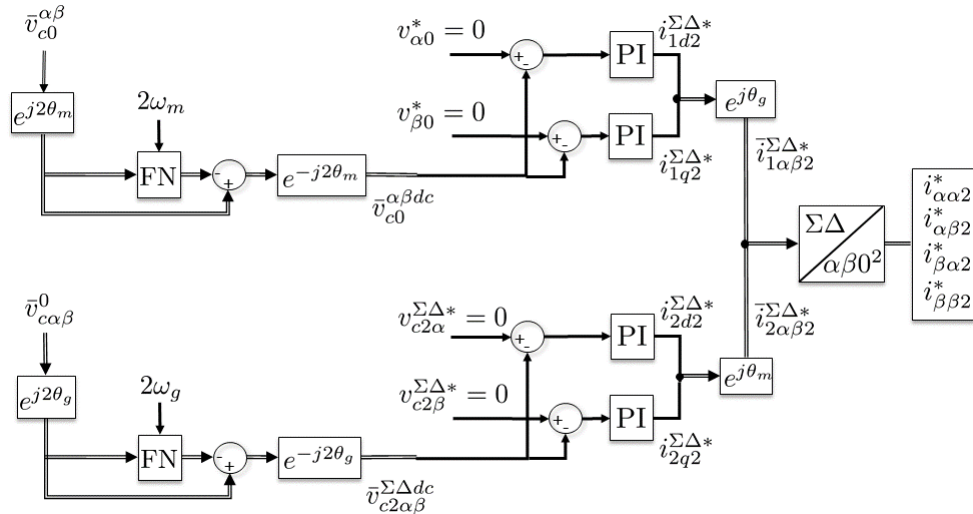 v̄_{c0}^{αβ}
e^{j2θ_m}
2ω_m
FN
- +
e^{-j2θ_m}
v̄_{c0}^{αβdc}
v_{α0}^* = 0
+ -
PI
i_{1d2}^{ΣΔ*}
v_{β0}^* = 0
+ -
PI
i_{1q2}^{ΣΔ*}
e^{jθ_g}
ī_{1αβ2}^{ΣΔ*}
ΣΔ
αβ0²
i_{αα2}^*
i_{αβ2}^*
i_{βα2}^*
i_{ββ2}^*
v̄_{cαβ}^{0}
e^{j2θ_g}
2ω_g
FN
- +
e^{-j2θ_g}
v̄_{c2αβ}^{ΣΔdc}
v_{c2α}^{ΣΔ*} = 0
+ -
PI
i_{2d2}^{ΣΔ*}
v_{c2β}^{ΣΔ*} = 0
+ -
PI
i_{2q2}^{ΣΔ*}
ī_{2αβ2}^{ΣΔ*}
e^{jθ_m}